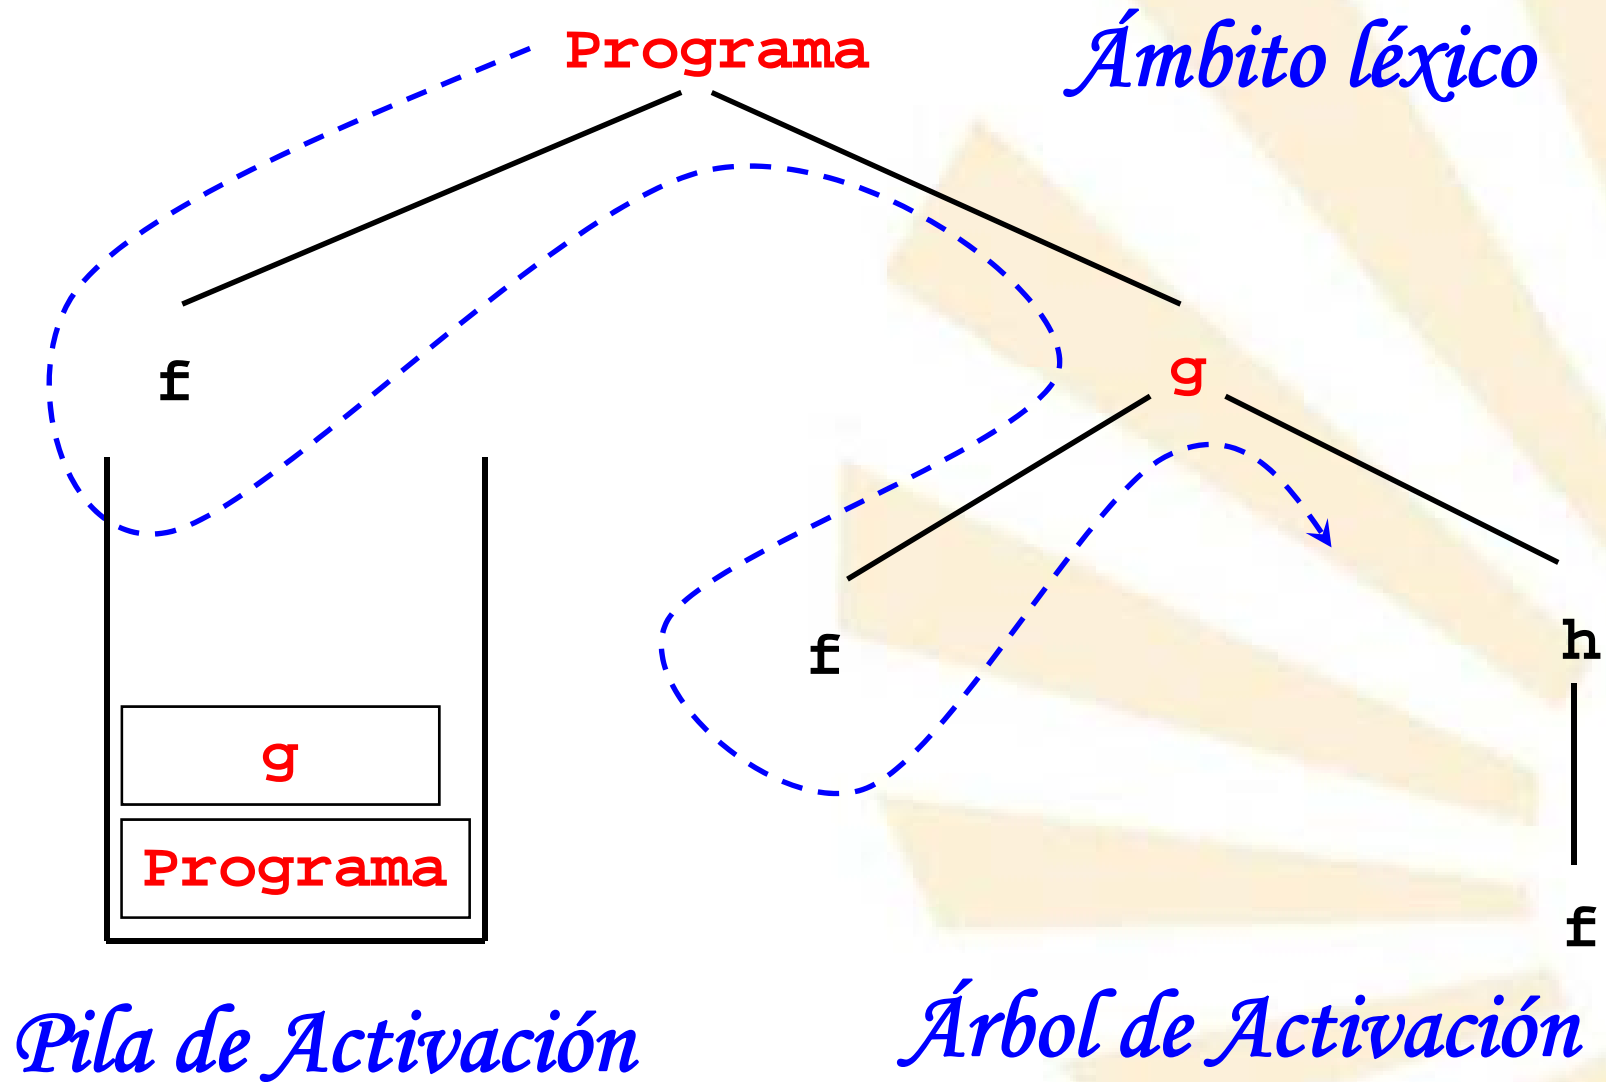 Programa
Ámbito léxico
f
g
f
h
g
Programa
f
Pila de Activación
Árbol de Activación